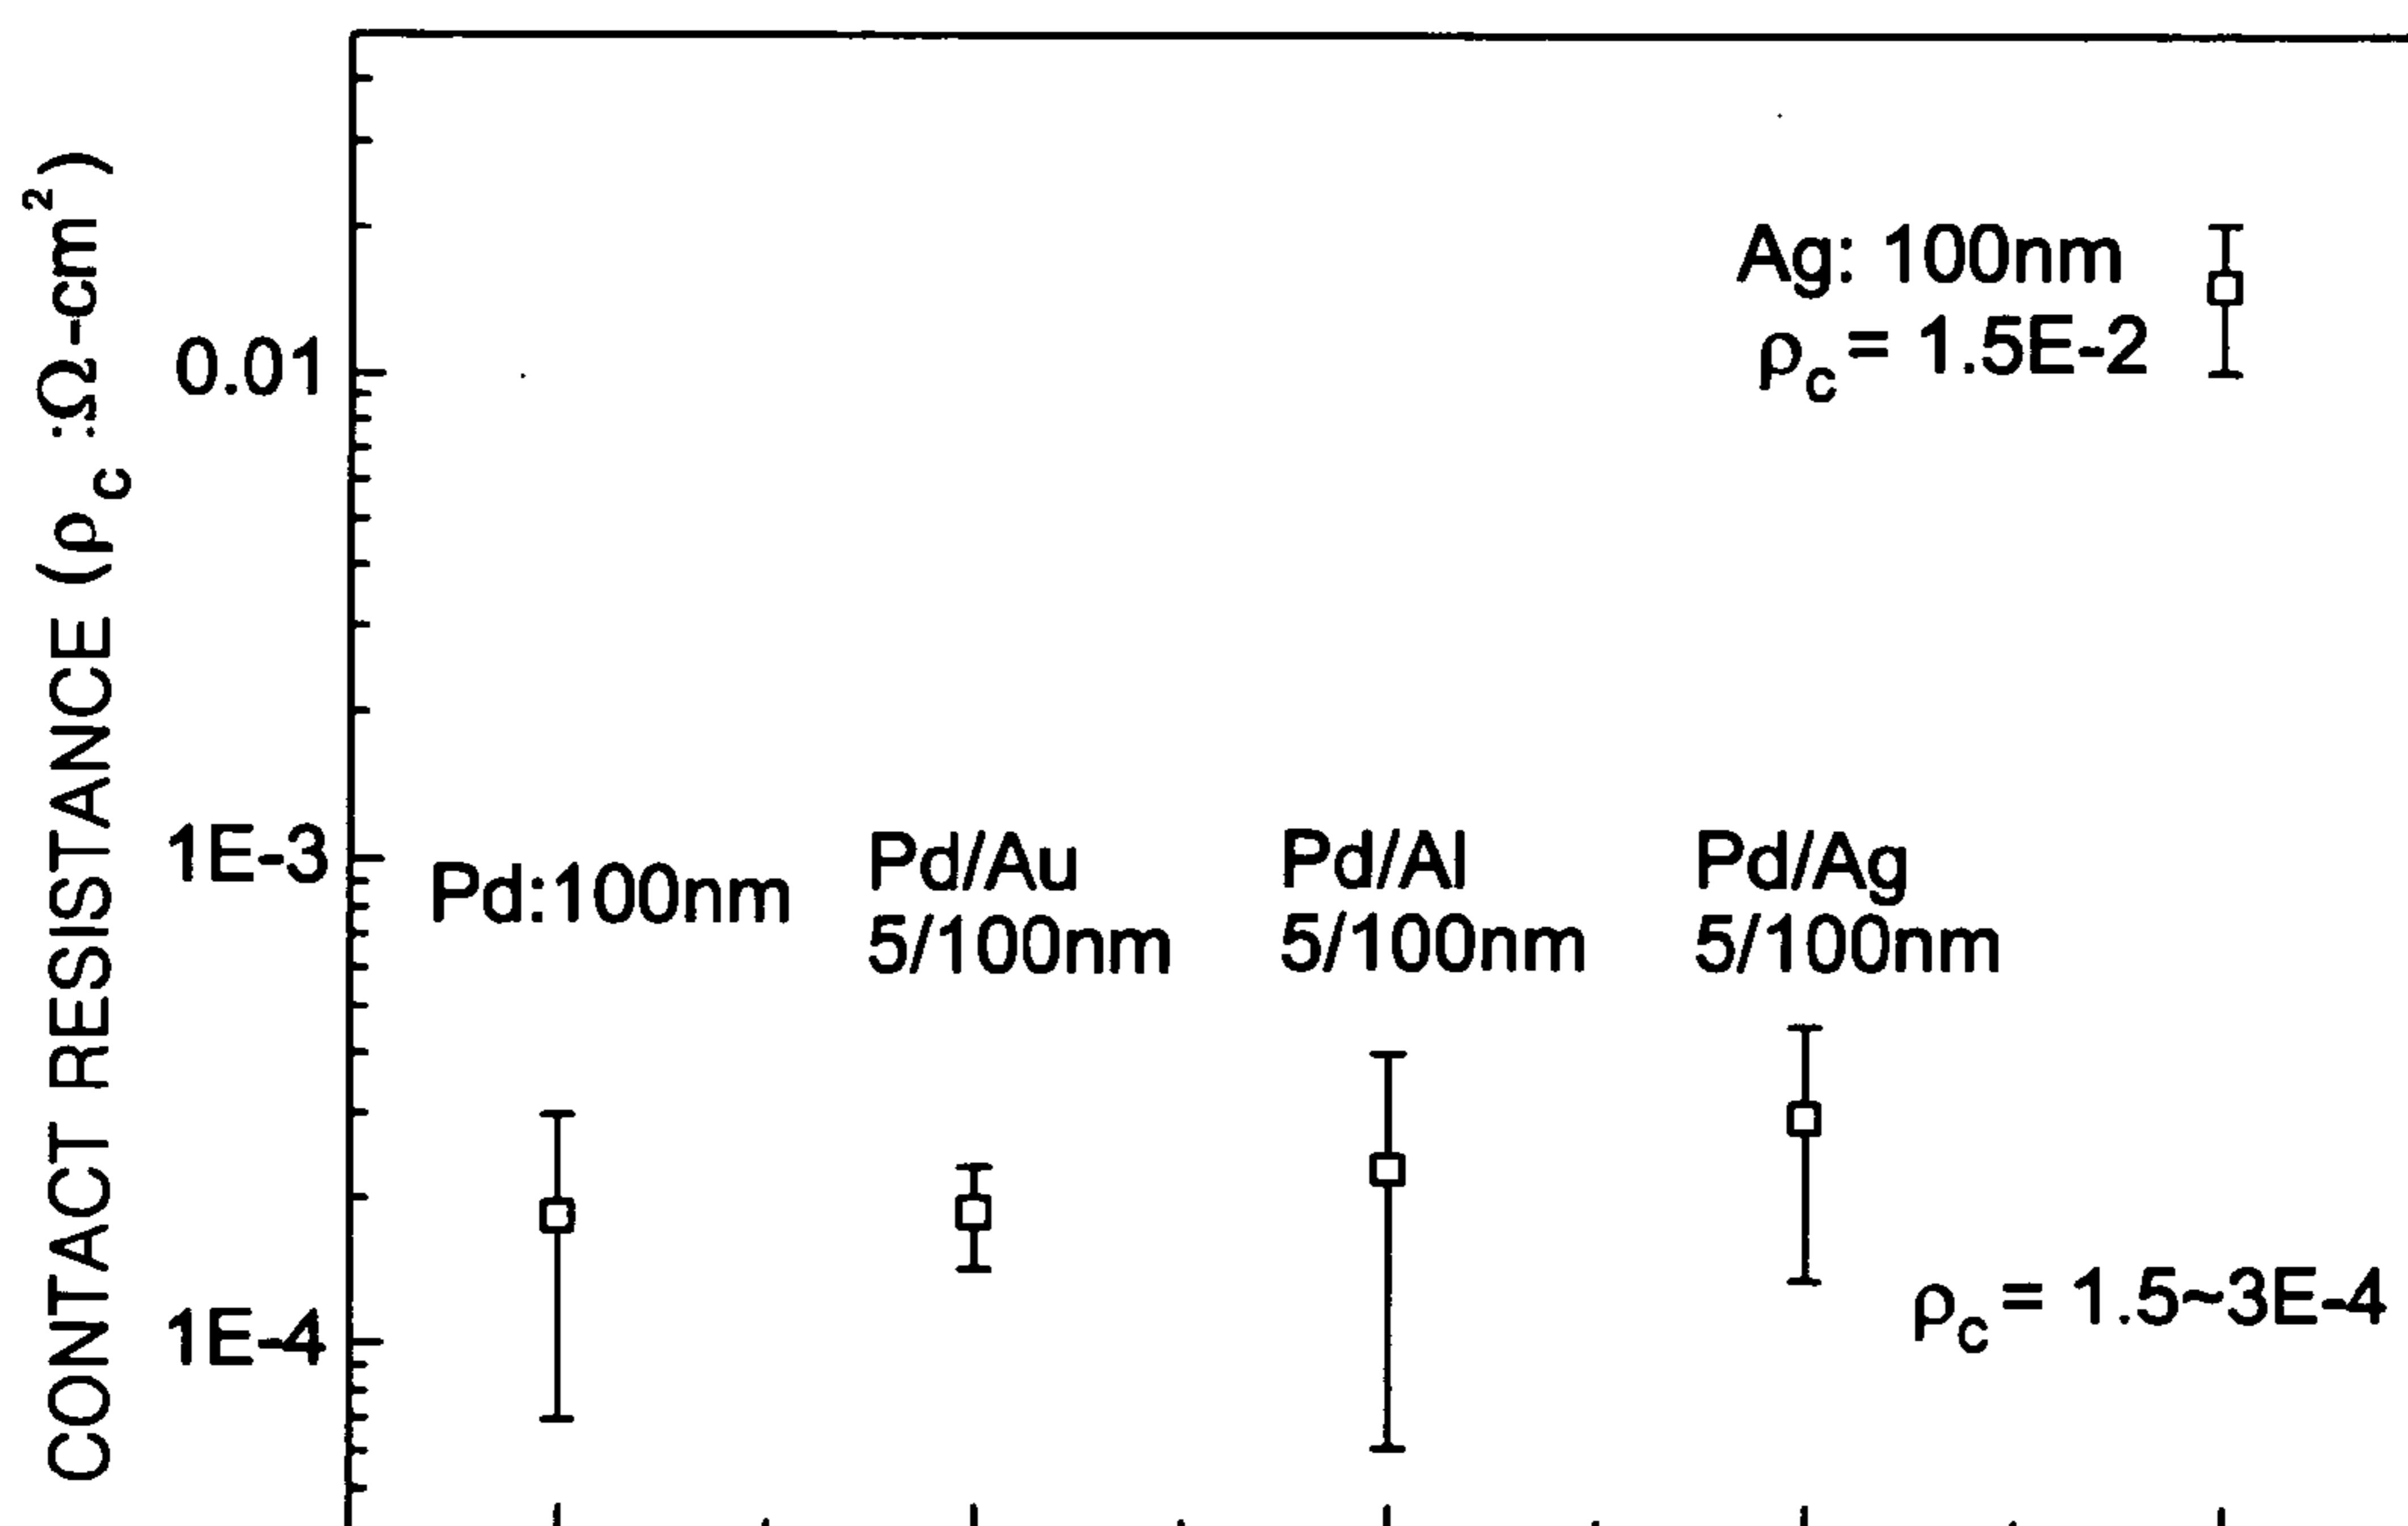 CONTACT RESISTANCE (ρc :Ω-cm²)
0.01
1E-3
1E-4
Ag: 100nm
ρc = 1.5E-2
Pd:100nm
Pd/Au
5/100nm
Pd/Al
5/100nm
Pd/Ag
5/100nm
ρc = 1.5~3E-4